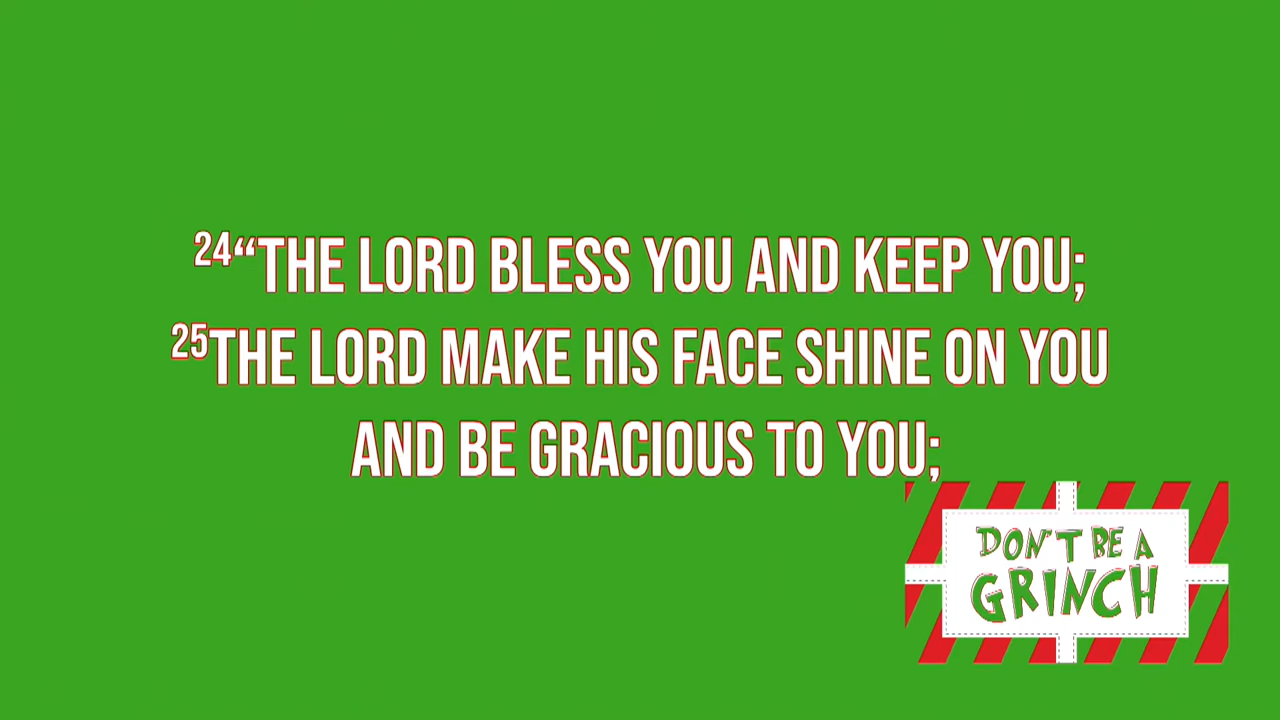 24“THE LORD BLESS YOU AND KEEP YOU;
25THE LORD MAKE HIS FACE SHINE ON YOU
AND BE GRACIOUS TO YOU;
DON'T BE A
GRINCH